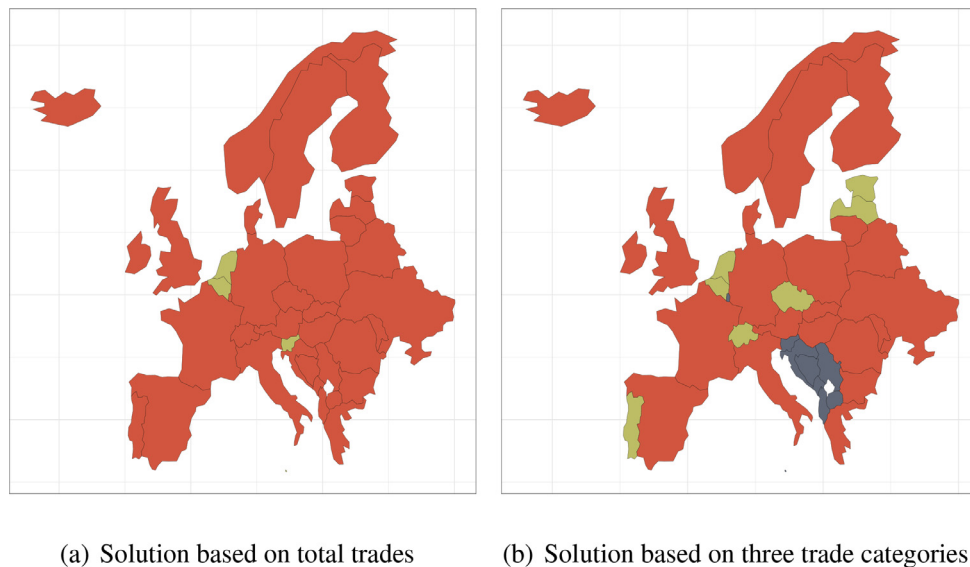 (a) Solution based on total trades
(b) Solution based on three trade categories